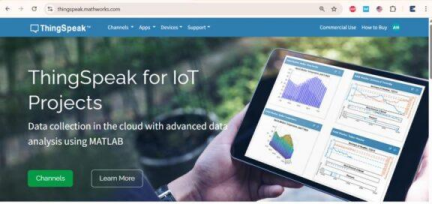 thingspeak.mathworks.com
ThingSpeak™ Channels Apps Devices Support Commercial Use How to Buy AM
ThingSpeak for IoT
Projects
Data collection in the cloud with advanced data
analysis using MATLAB
Channels Learn More